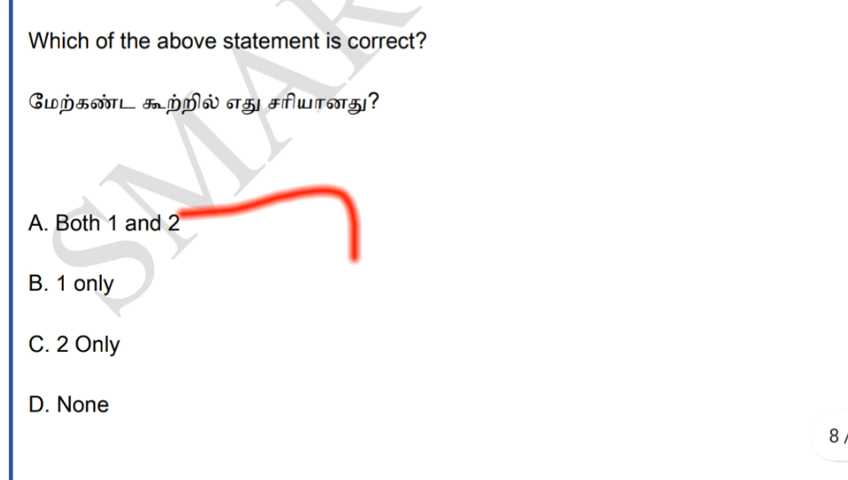 Which of the above statement is correct?
மேற்கண்ட கூற்றில் எது சரியானது?
SMAR
A. Both 1 and 2
B. 1 only
C. 2 Only
D. None
8 /